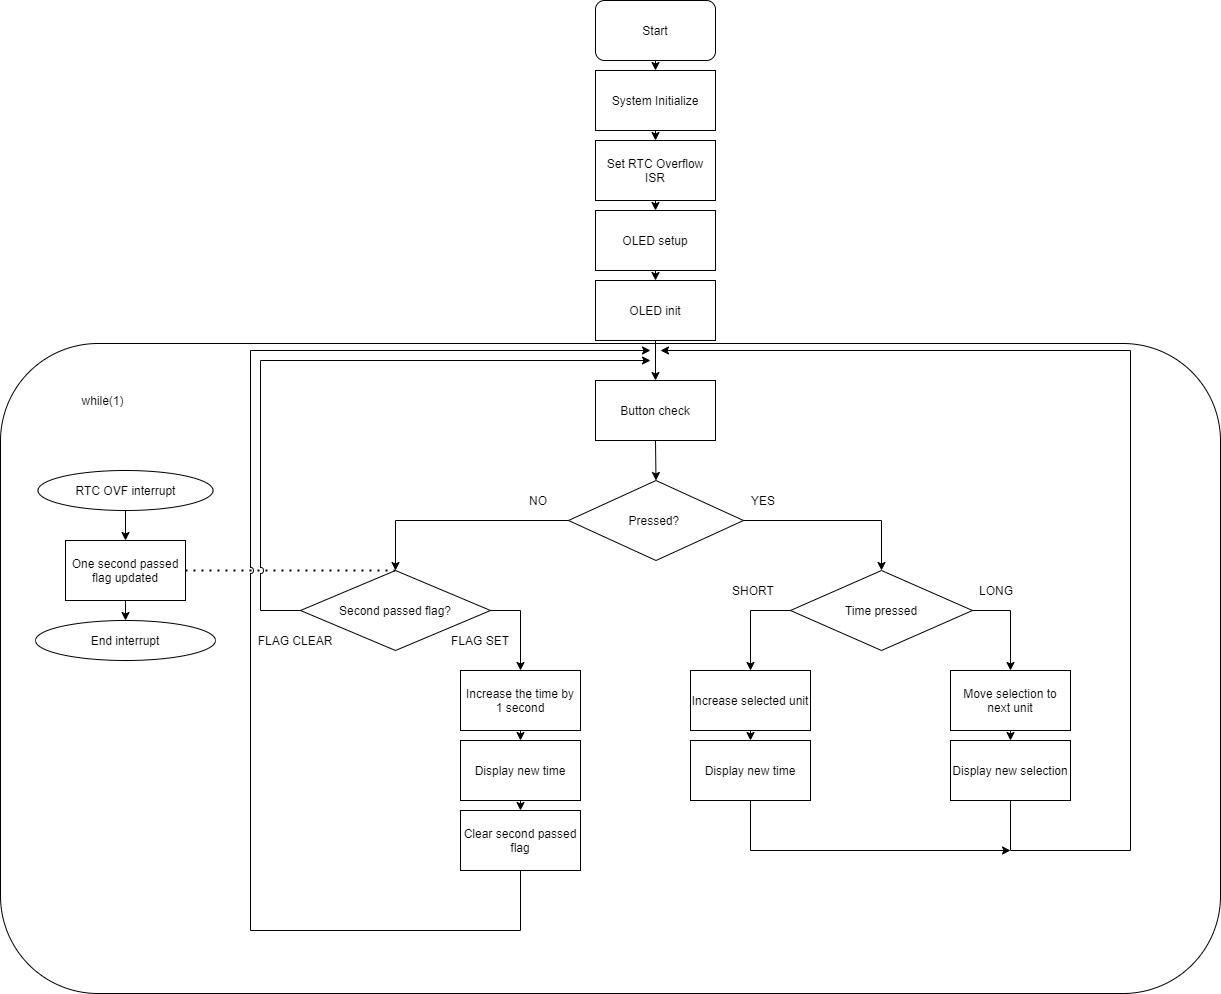 Start
System Initialize
Set RTC Overflow
ISR
OLED setup
OLED init
while(1)
Button check
RTC OVF interrupt
NO
YES
Pressed?
One second passed
flag updated
SHORT
LONG
Second passed flag?
Time pressed
End interrupt
FLAG CLEAR
FLAG SET
Increase the time by
1 second
Increase selected unit
Move selection to
next unit
Display new time
Display new time
Display new selection
Clear second passed
flag